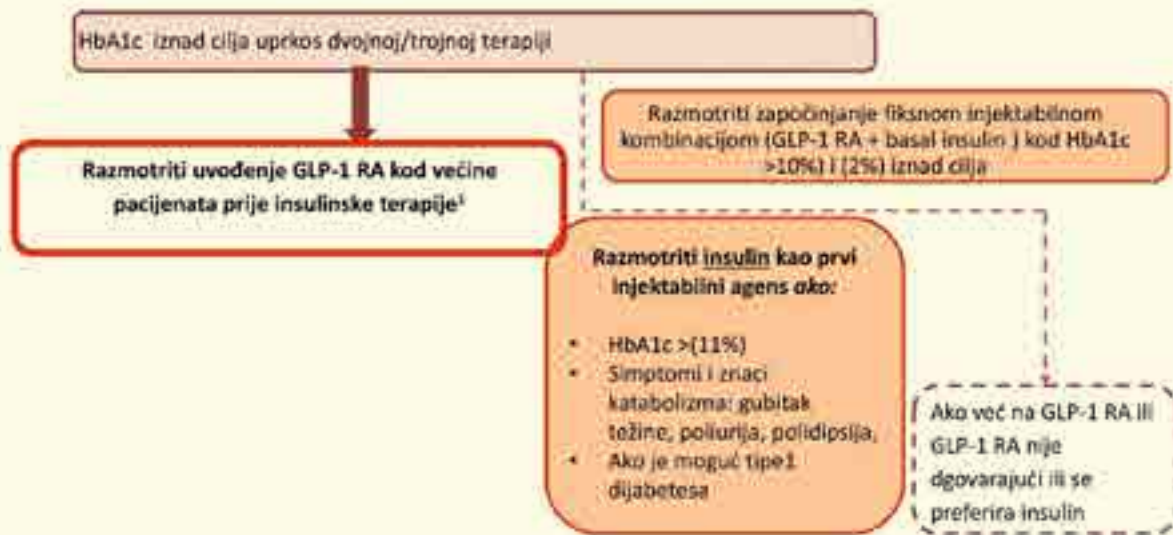 HbA1c iznad cilja uprkos dvojnoj/trojnoj terapiji
Razmotriti započinjanje fiksnom injektabilnom
kombinacijom (GLP-1 RA + basal insulin ) kod HbA1c
>10%) i (2%) iznad cilja
Razmotriti uvođenje GLP-1 RA kod većine
pacijenata prije insulinske terapije¹
Razmotriti insulin kao prvi
injektabilni agens ako:
• HbA1c >(11%)
• Simptomi i znaci
katabolizma: gubitak
težine, poliurija, polidipsija,
• Ako je moguć tipe1
dijabetesa
Ako već na GLP-1 RA ili
GLP-1 RA nije
dgovarajući ili se
preferira insulin